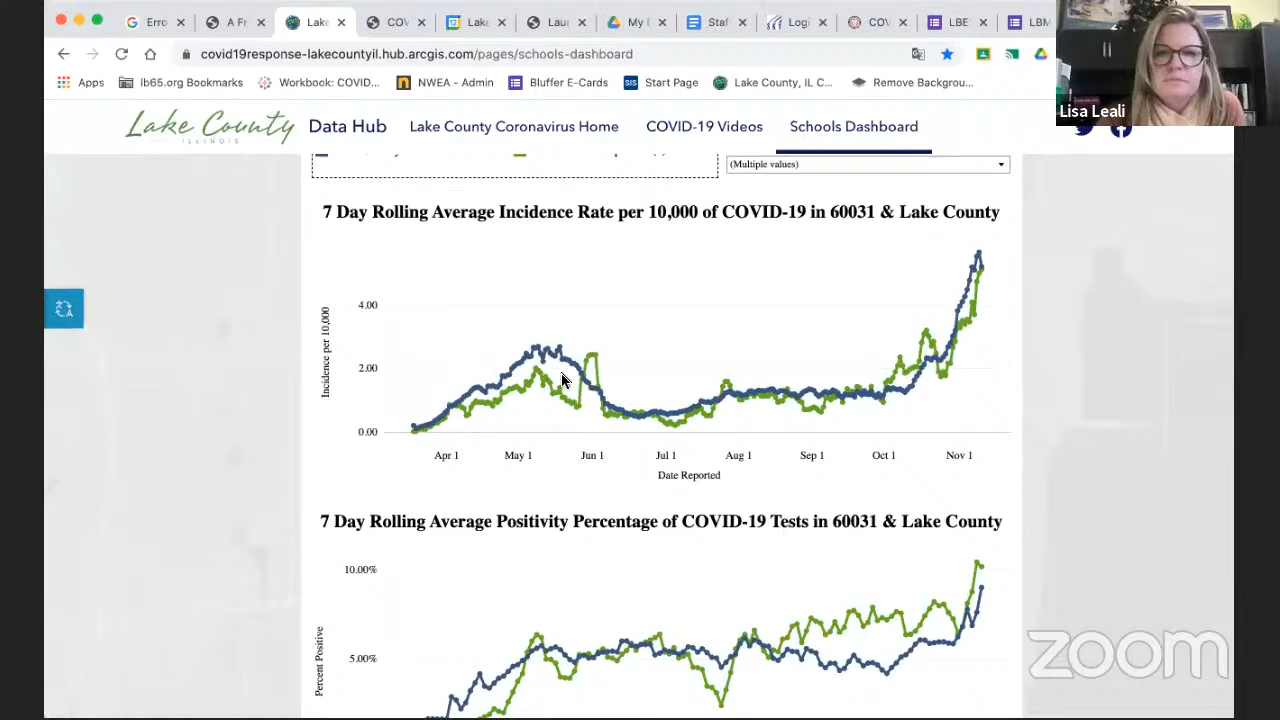 Erro
A Fr
Lake
COV
Lake
Laun
My D
Staf
Logi
COV
LBE
LBM
covid19response-lakecountyil.hub.arcgis.com/pages/schools-dashboard
Apps
lb65.org Bookmarks
Workbook: COVID...
NWEA - Admin
Bluffer E-Cards
SIS
Start Page
Lake County, IL C...
Remove Backgrou...
Lisa Leali
Lake County
ILLINOIS
Data Hub
Lake County Coronavirus Home
COVID-19 Videos
Schools Dashboard
(Multiple values)
7 Day Rolling Average Incidence Rate per 10,000 of COVID-19 in 60031 & Lake County
Incidence per 10,000
4.00
2.00
0.00
Apr 1
May 1
Jun 1
Jul 1
Aug 1
Sep 1
Oct 1
Nov 1
Date Reported
7 Day Rolling Average Positivity Percentage of COVID-19 Tests in 60031 & Lake County
Percent Positive
10.00%
5.00%
zoom